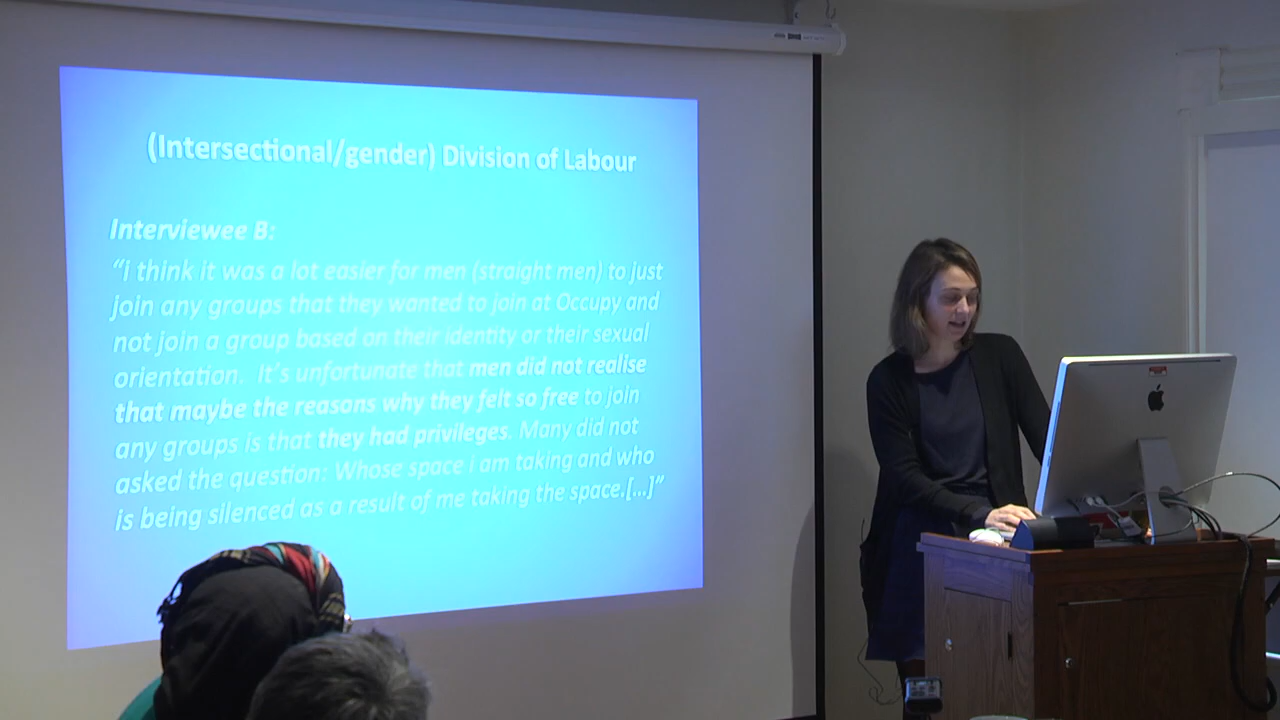 (Intersectional/gender) Division of Labour
Interviewee B:
“i think it was a lot easier for men (straight men) to just
join any groups that they wanted to join at Occupy and
not join a group based on their identity or their sexual
orientation.  It’s unfortunate that men did not realise
that maybe the reasons why they felt so free to join
any groups is that they had privileges. Many did not
asked the question: Whose space i am taking and who
is being silenced as a result of me taking the space.[...]”